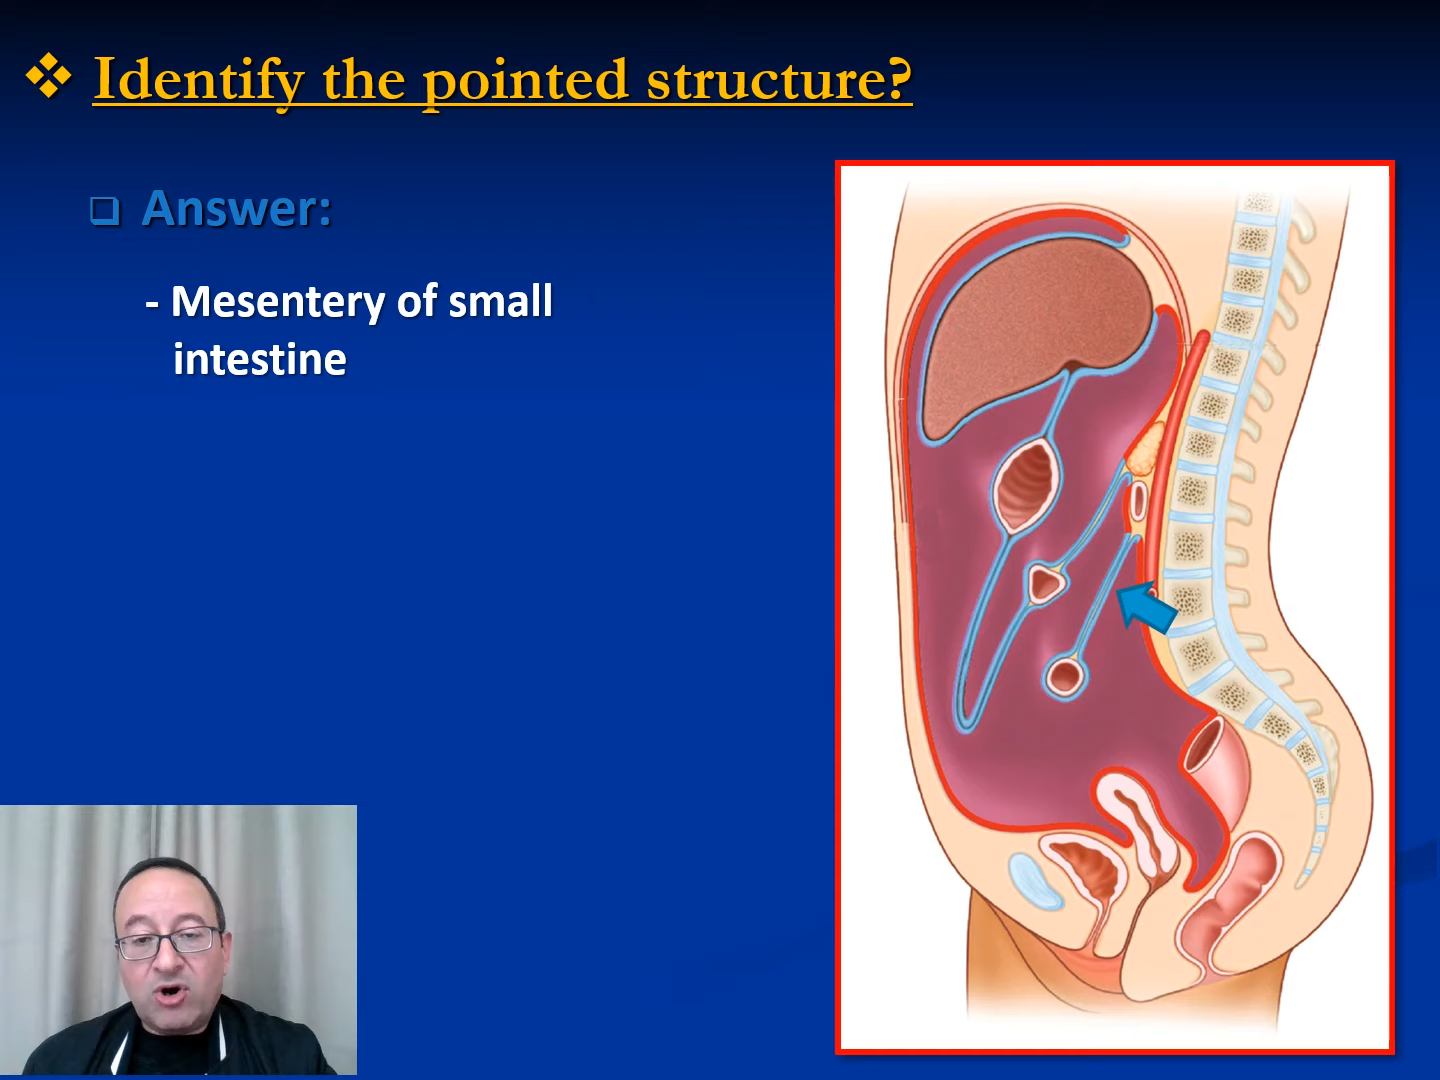 Identify the pointed structure?
Answer:
- Mesentery of small
intestine